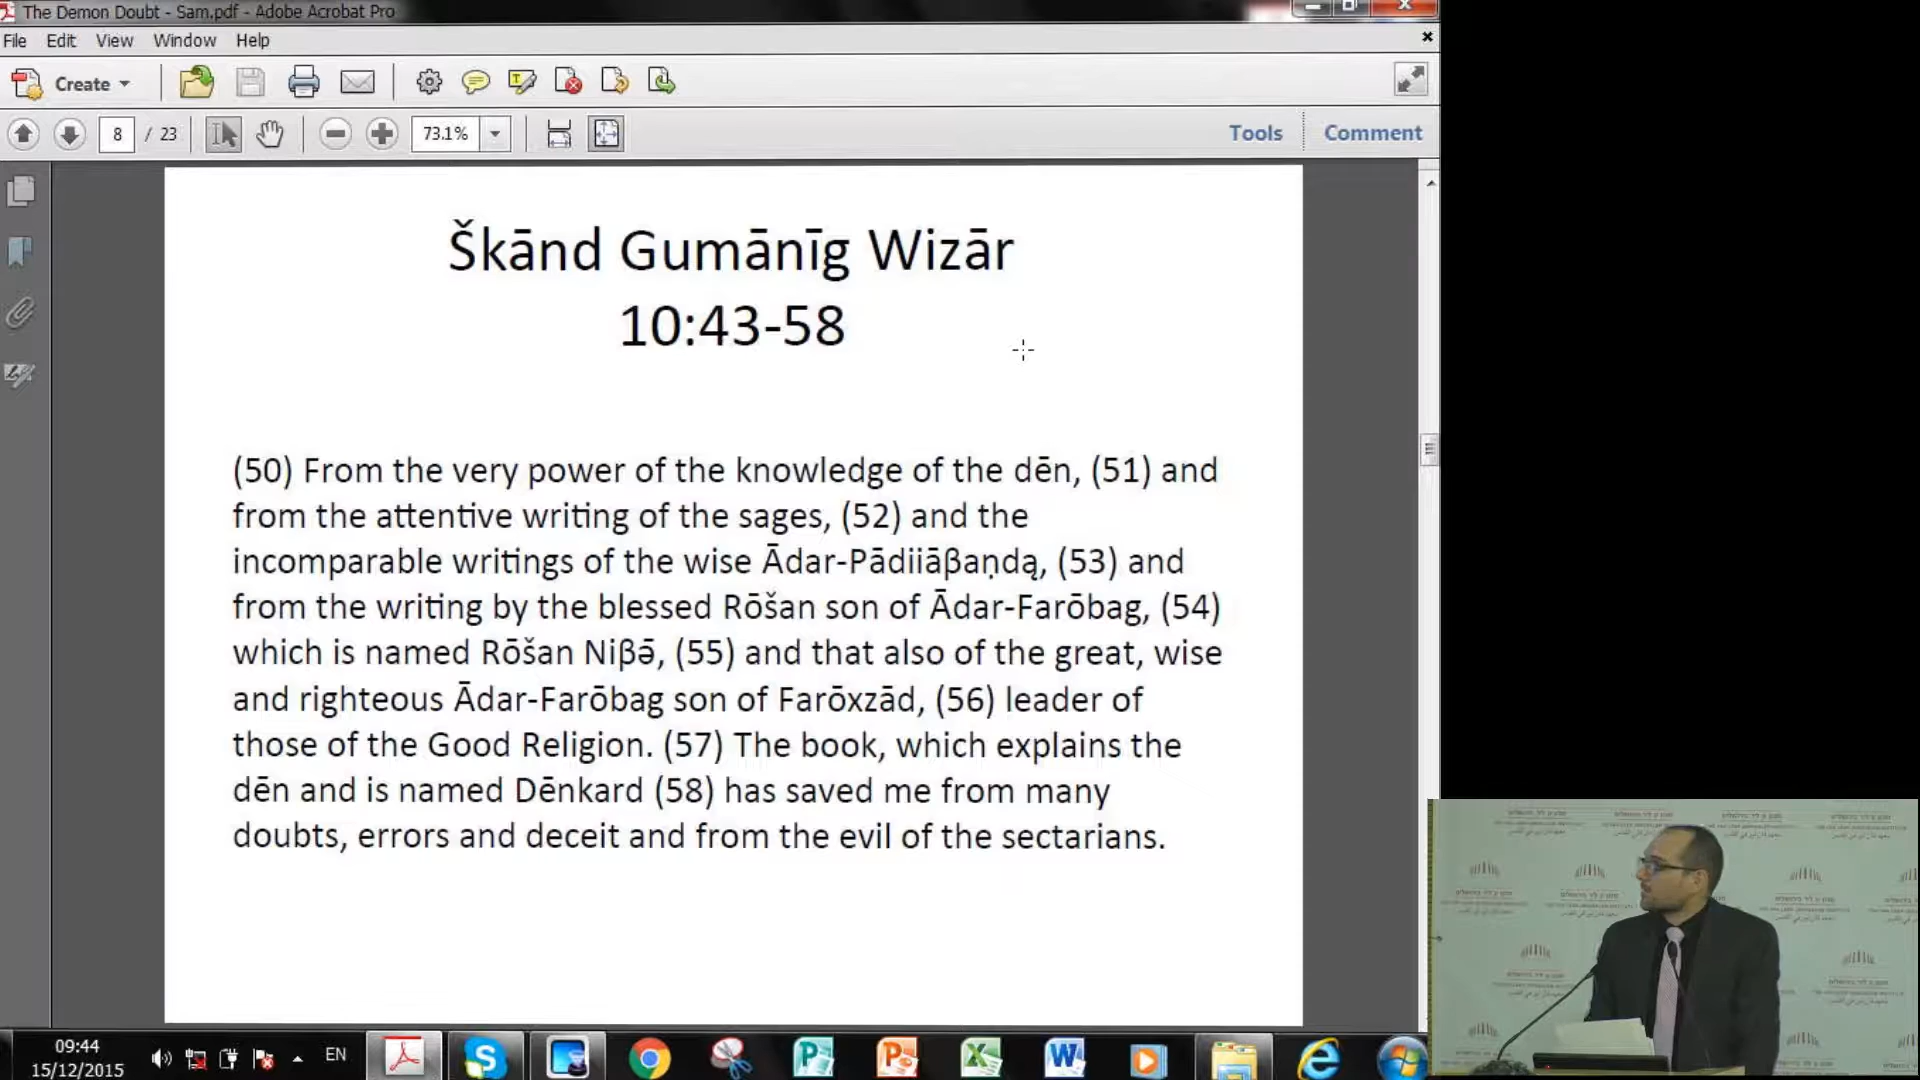 The Demon Doubt - Sam.pdf - Adobe Acrobat Pro
File Edit View Window Help
Create
8 / 23 73.1% Tools Comment
Škānd Gumānīg Wizār
10:43-58
(50) From the very power of the knowledge of the dēn, (51) and
from the attentive writing of the sages, (52) and the
incomparable writings of the wise Ādar-Pādiiāβaṇdą, (53) and
from the writing by the blessed Rōšan son of Ādar-Farōbag, (54)
which is named Rōšan Niβə̄, (55) and that also of the great, wise
and righteous Ādar-Farōbag son of Farōxzād, (56) leader of
those of the Good Religion. (57) The book, which explains the
dēn and is named Dēnkard (58) has saved me from many
doubts, errors and deceit and from the evil of the sectarians.
09:44
15/12/2015
EN